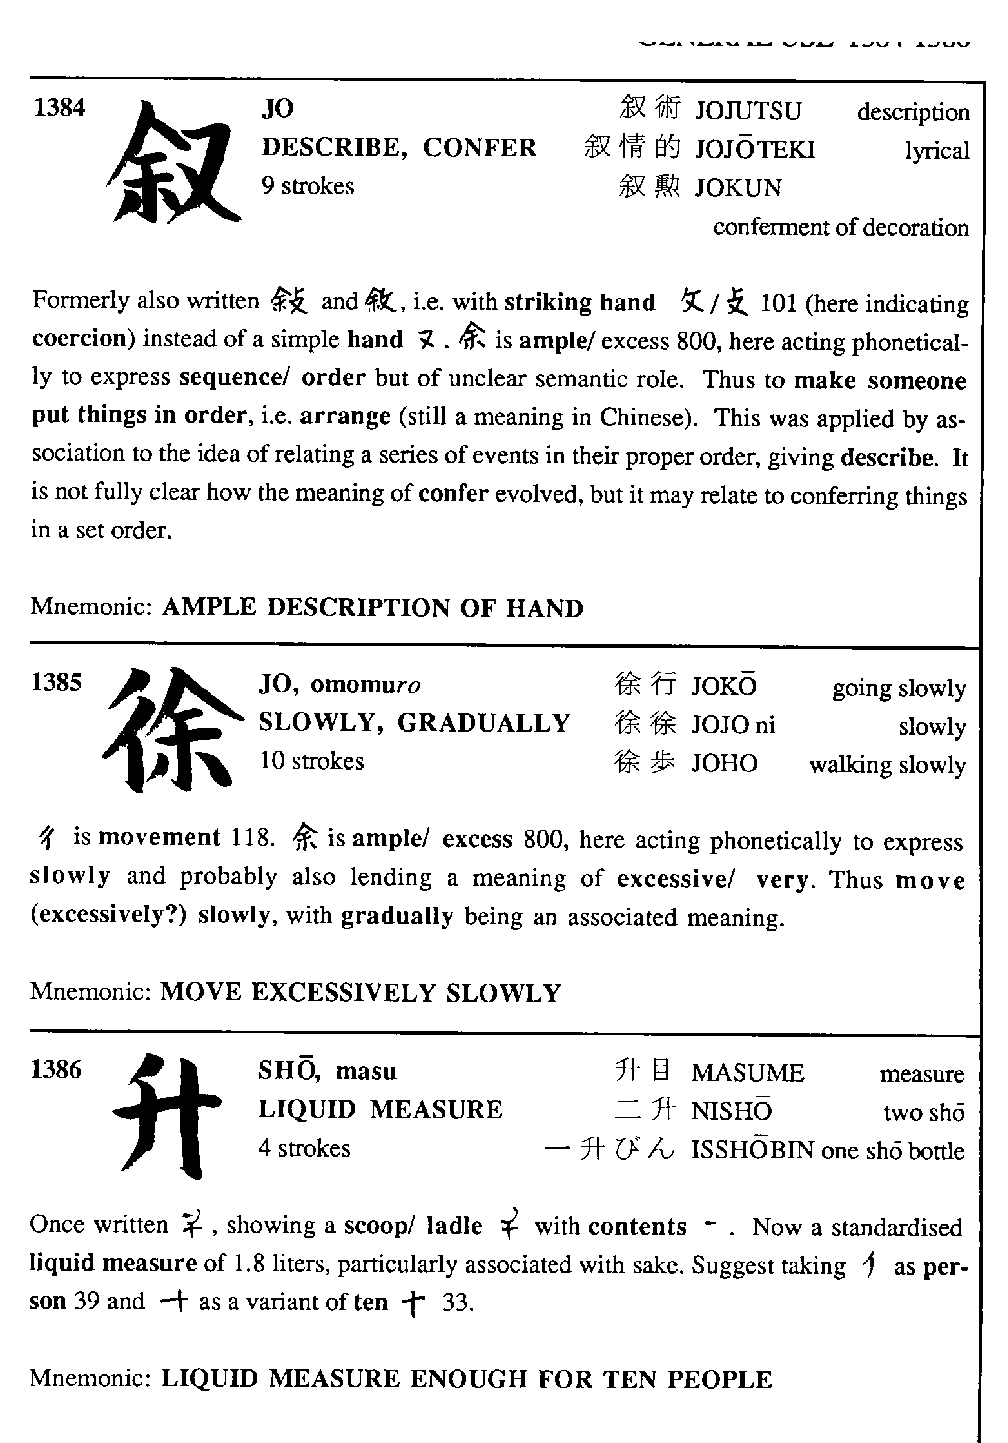 GENERAL USE 1384-1386
1384 叙 JO 叙術 JOJUTSU description
DESCRIBE, CONFER 叙情的 JOJŌTEKI lyrical
9 strokes 叙勲 JOKUN
conferment of decoration
Formerly also written 敍 and 敘, i.e. with striking hand 攵/攴 101 (here indicating
coercion) instead of a simple hand 又. 余 is ample/ excess 800, here acting phonetical-
ly to express sequence/ order but of unclear semantic role. Thus to make someone
put things in order, i.e. arrange (still a meaning in Chinese). This was applied by as-
sociation to the idea of relating a series of events in their proper order, giving describe. It
is not fully clear how the meaning of confer evolved, but it may relate to conferring things
in a set order.
Mnemonic: AMPLE DESCRIPTION OF HAND
1385 徐 JO, omomuro 徐行 JOKŌ going slowly
SLOWLY, GRADUALLY 徐徐 JOJO ni slowly
10 strokes 徐歩 JOHO walking slowly
彳 is movement 118. 余 is ample/ excess 800, here acting phonetically to express
slowly and probably also lending a meaning of excessive/ very. Thus move
(excessively?) slowly, with gradually being an associated meaning.
Mnemonic: MOVE EXCESSIVELY SLOWLY
1386 升 SHŌ, masu 升目 MASUME measure
LIQUID MEASURE 二升 NISHŌ two shō
4 strokes 一升びん ISSHŌBIN one shō bottle
Once written , showing a scoop/ ladle with contents - . Now a standardised
liquid measure of 1.8 liters, particularly associated with sake. Suggest taking as per-
son 39 and as a variant of ten 十 33.
Mnemonic: LIQUID MEASURE ENOUGH FOR TEN PEOPLE